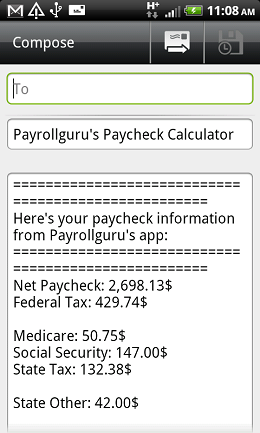 H+
11:08 AM
Compose
To
Payrollguru's Paycheck Calculator
===========================
=======================
Here's your paycheck information
from Payrollguru's app:
===========================
=======================
Net Paycheck: 2,698.13$
Federal Tax: 429.74$
Medicare: 50.75$
Social Security: 147.00$
State Tax: 132.38$
State Other: 42.00$